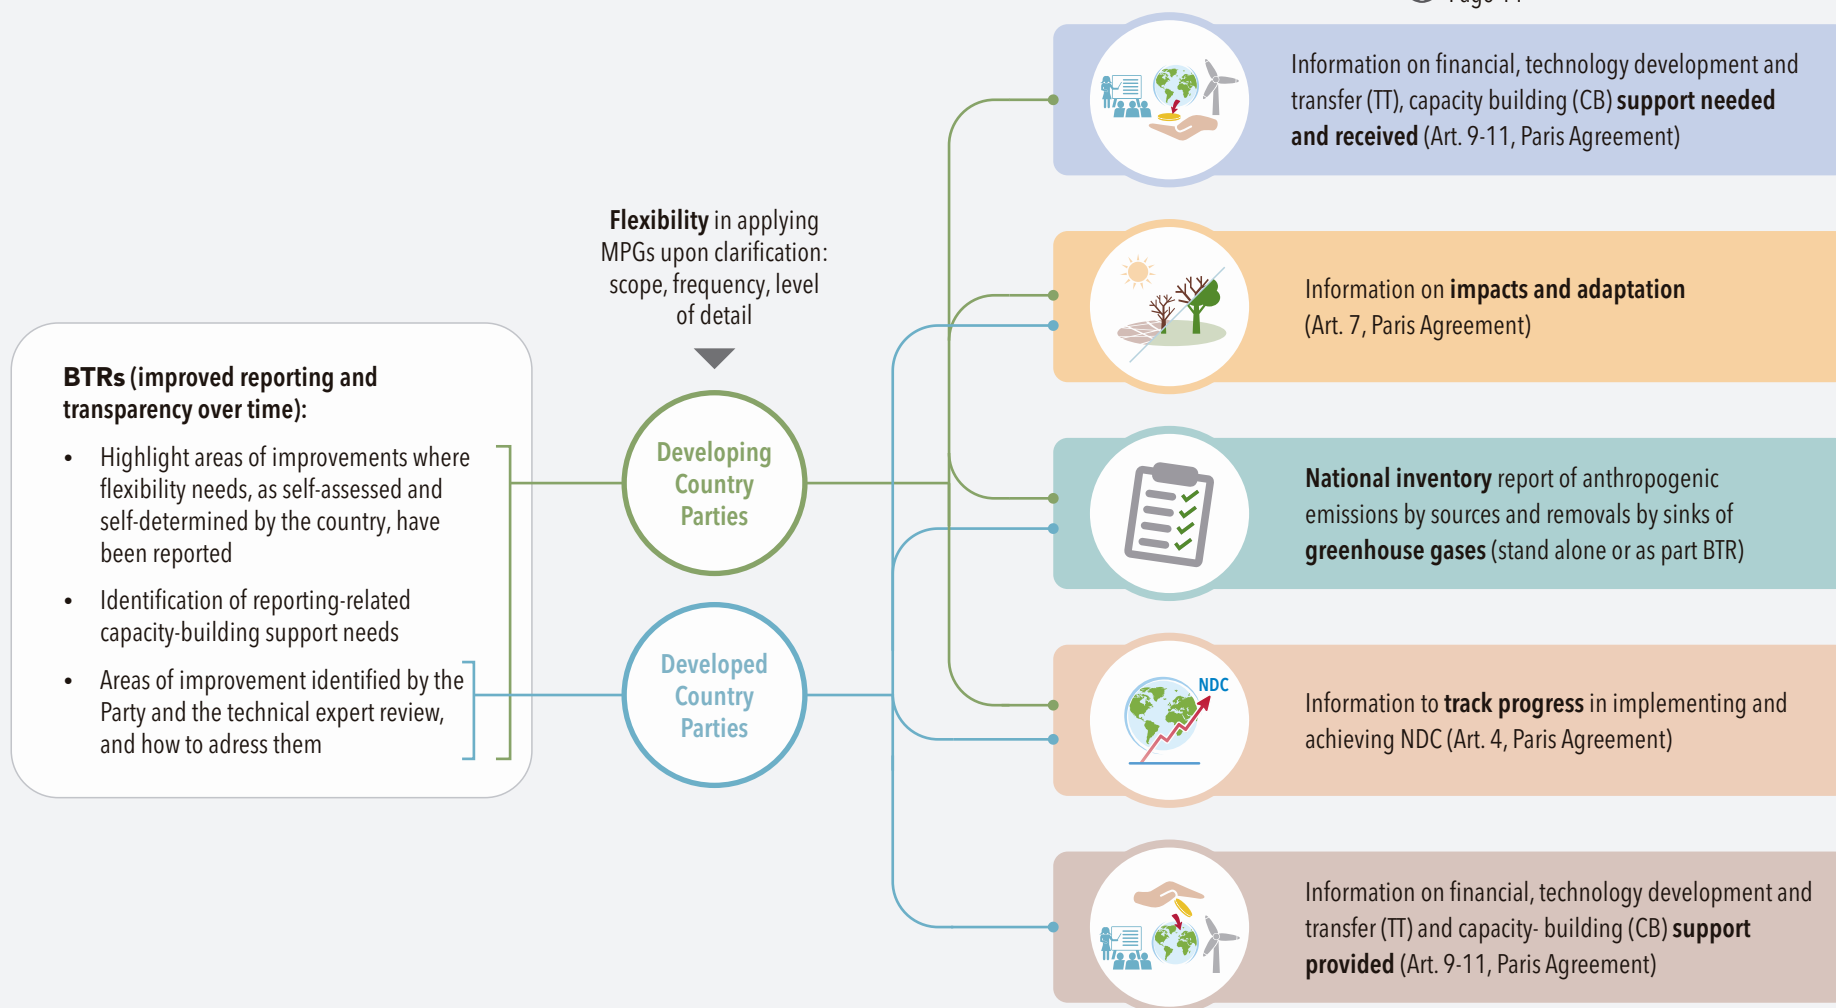 BTRs (improved reporting and
transparency over time):
• Highlight areas of improvements where
flexibility needs, as self-assessed and
self-determined by the country, have
been reported
• Identification of reporting-related
capacity-building support needs
• Areas of improvement identified by the
Party and the technical expert review,
and how to adress them
Flexibility in applying
MPGs upon clarification:
scope, frequency, level
of detail
Developing
Country
Parties
Developed
Country
Parties
Information on financial, technology development and
transfer (TT), capacity building (CB) support needed
and received (Art. 9-11, Paris Agreement)
Information on impacts and adaptation
(Art. 7, Paris Agreement)
National inventory report of anthropogenic
emissions by sources and removals by sinks of
greenhouse gases (stand alone or as part BTR)
NDC
Information to track progress in implementing and
achieving NDC (Art. 4, Paris Agreement)
Information on financial, technology development and
transfer (TT) and capacity- building (CB) support
provided (Art. 9-11, Paris Agreement)